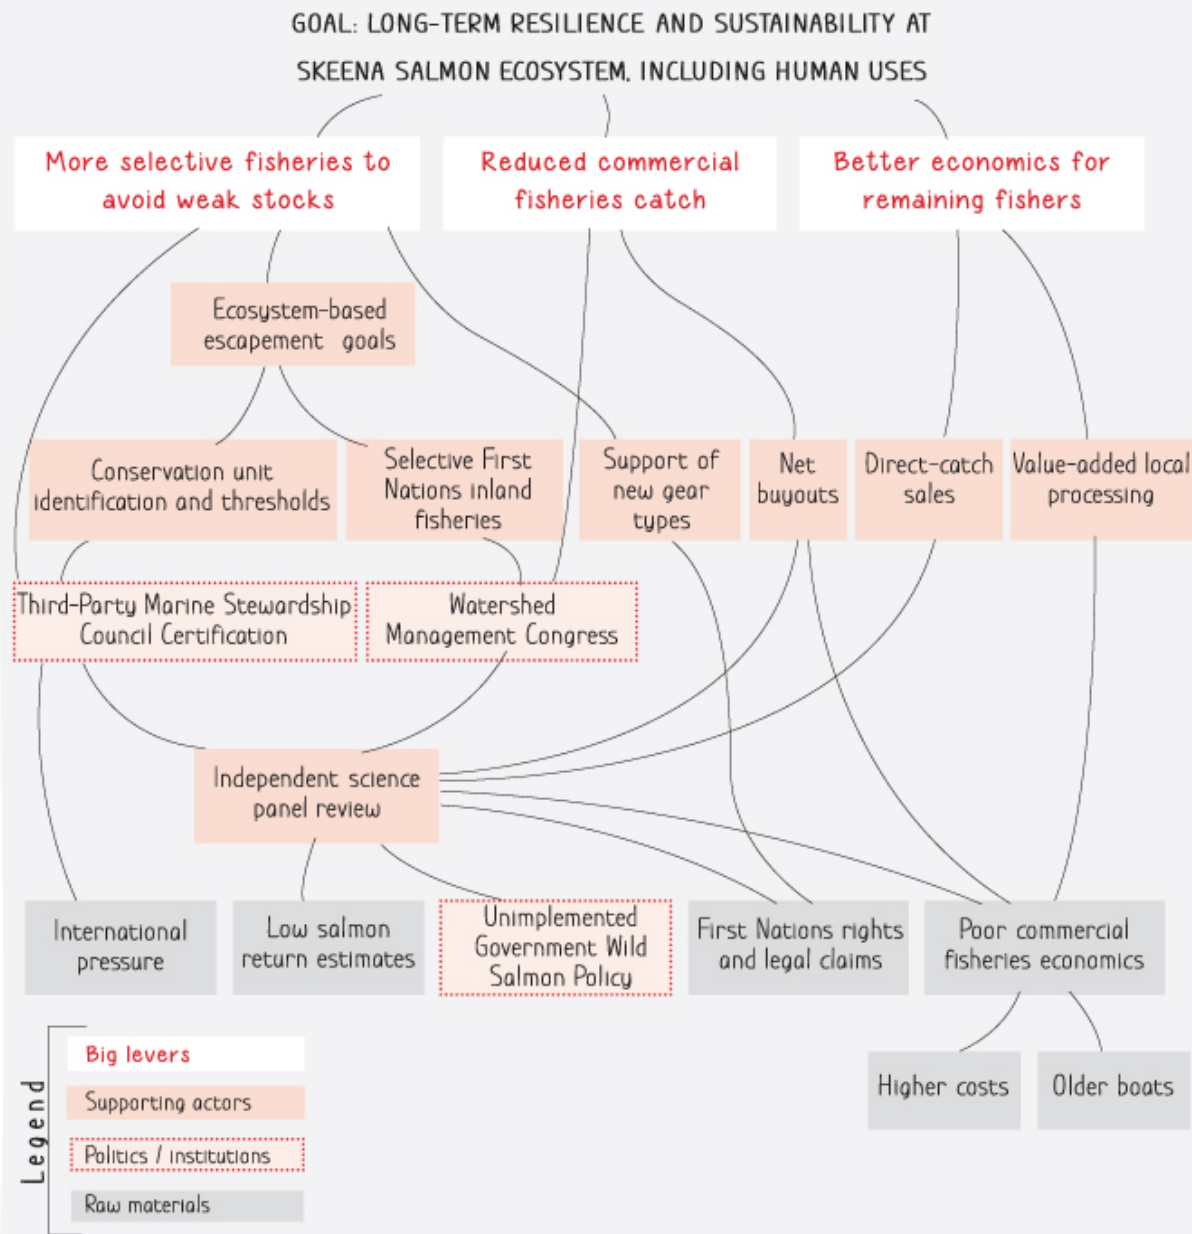 GOAL: LONG-TERM RESILIENCE AND SUSTAINABILITY AT
SKEENA SALMON ECOSYSTEM, INCLUDING HUMAN USES
More selective fisheries to
avoid weak stocks
Reduced commercial
fisheries catch
Better economics for
remaining fishers
Ecosystem-based
escapement goals
Conservation unit
identification and thresholds
Selective First
Nations inland
fisheries
Support of
new gear
types
Net
buyouts
Direct-catch
sales
Value-added local
processing
Third-Party Marine Stewardship
Council Certification
Watershed
Management Congress
Independent science
panel review
International
pressure
Low salmon
return estimates
Unimplemented
Government Wild
Salmon Policy
First Nations rights
and legal claims
Poor commercial
fisheries economics
Higher costs
Older boats
Legend
Big levers
Supporting actors
Politics / institutions
Raw materials